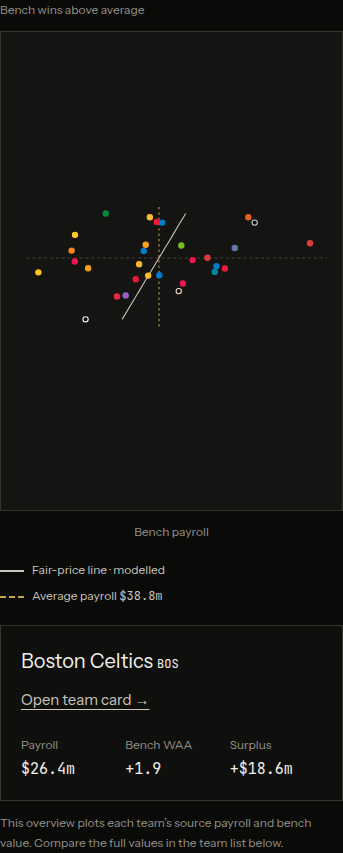 Bench wins above average
Bench payroll
Fair-price line · modelled
Average payroll $38.8m
Boston Celtics BOS
Open team card →
Payroll Bench WAA Surplus
$26.4m +1.9 +$18.6m
This overview plots each team's source payroll and bench
value. Compare the full values in the team list below.